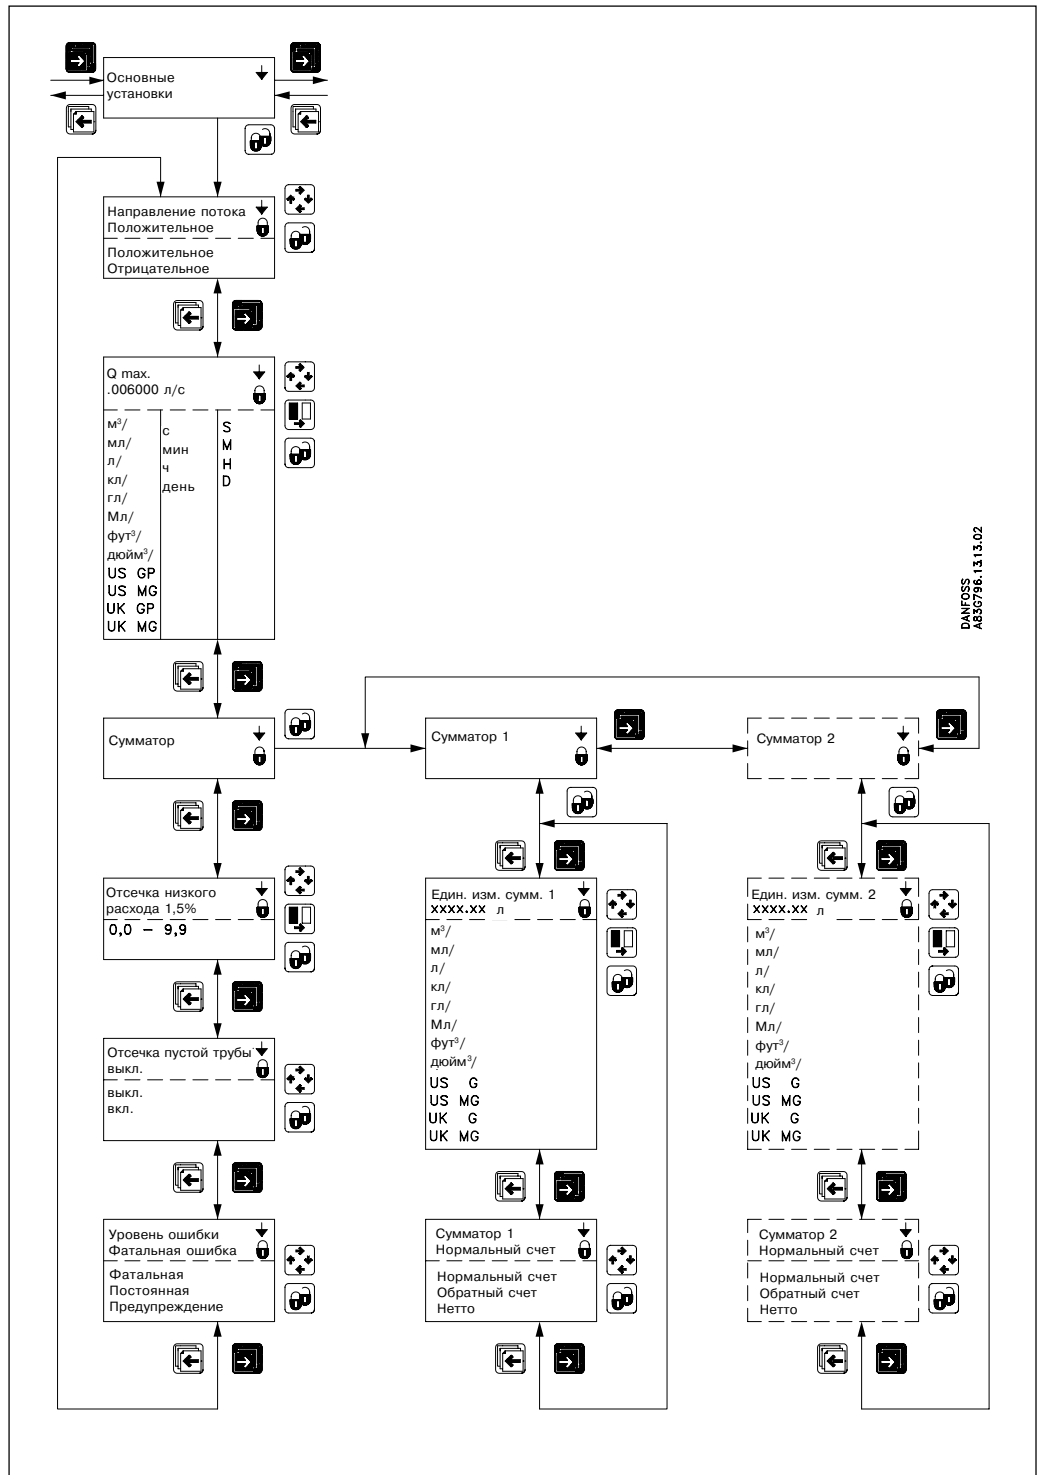 Основные
установки
Направление потока
Положительное
Положительное
Отрицательное
Q max.
.006000 л/с
м³/
мл/
л/
кл/
гл/
Мл/
фут³/
дюйм³/
US GP
US MG
UK GP
UK MG
с
мин
ч
день
S
M
H
D
DANFOSS
A83G796.13.13.02
Сумматор
Сумматор 1
Сумматор 2
Отсечка низкого
расхода 1,5%
0,0 – 9,9
Отсечка пустой трубы
выкл.
выкл.
вкл.
Уровень ошибки
Фатальная ошибка
Фатальная
Постоянная
Предупреждение
Един. изм. сумм. 1
xxxx.xx л
м³/
мл/
л/
кл/
гл/
Мл/
фут³/
дюйм³/
US G
US MG
UK G
UK MG
Сумматор 1
Нормальный счет
Нормальный счет
Обратный счет
Нетто
Един. изм. сумм. 2
xxxx.xx л
м³/
мл/
л/
кл/
гл/
Мл/
фут³/
дюйм³/
US G
US MG
UK G
UK MG
Сумматор 2
Нормальный счет
Нормальный счет
Обратный счет
Нетто